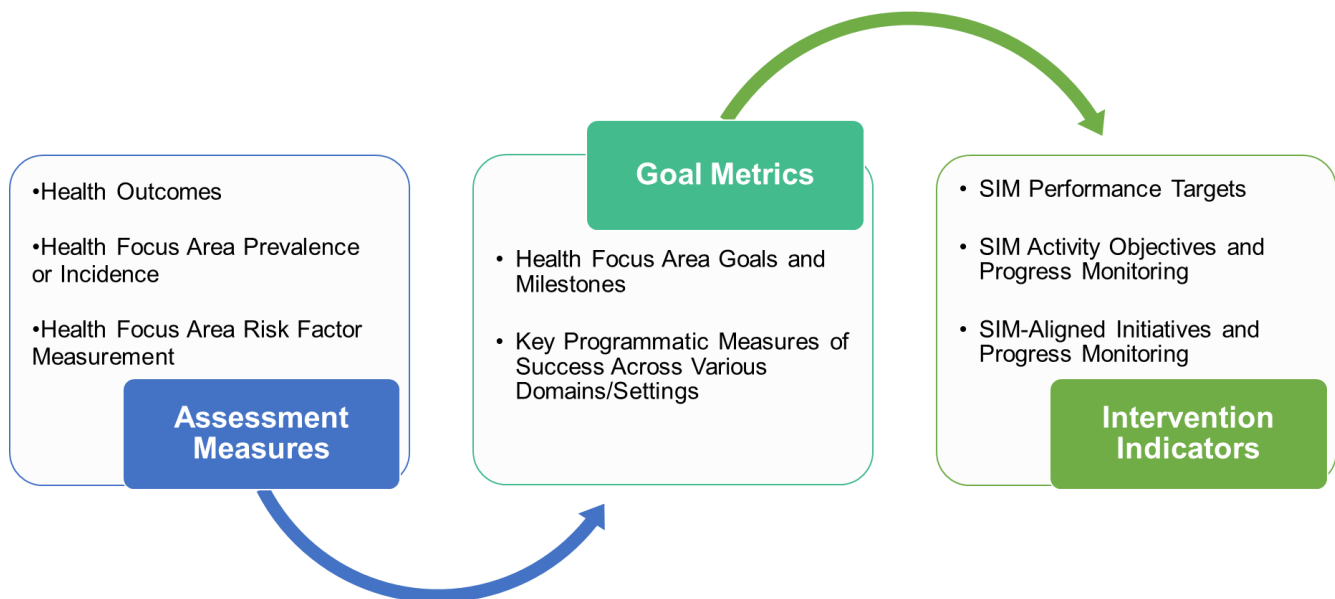 •Health Outcomes
•Health Focus Area Prevalence
or Incidence
•Health Focus Area Risk Factor
Measurement
Assessment
Measures
Goal Metrics
• Health Focus Area Goals and
Milestones
• Key Programmatic Measures of
Success Across Various
Domains/Settings
• SIM Performance Targets
• SIM Activity Objectives and
Progress Monitoring
• SIM-Aligned Initiatives and
Progress Monitoring
Intervention
Indicators